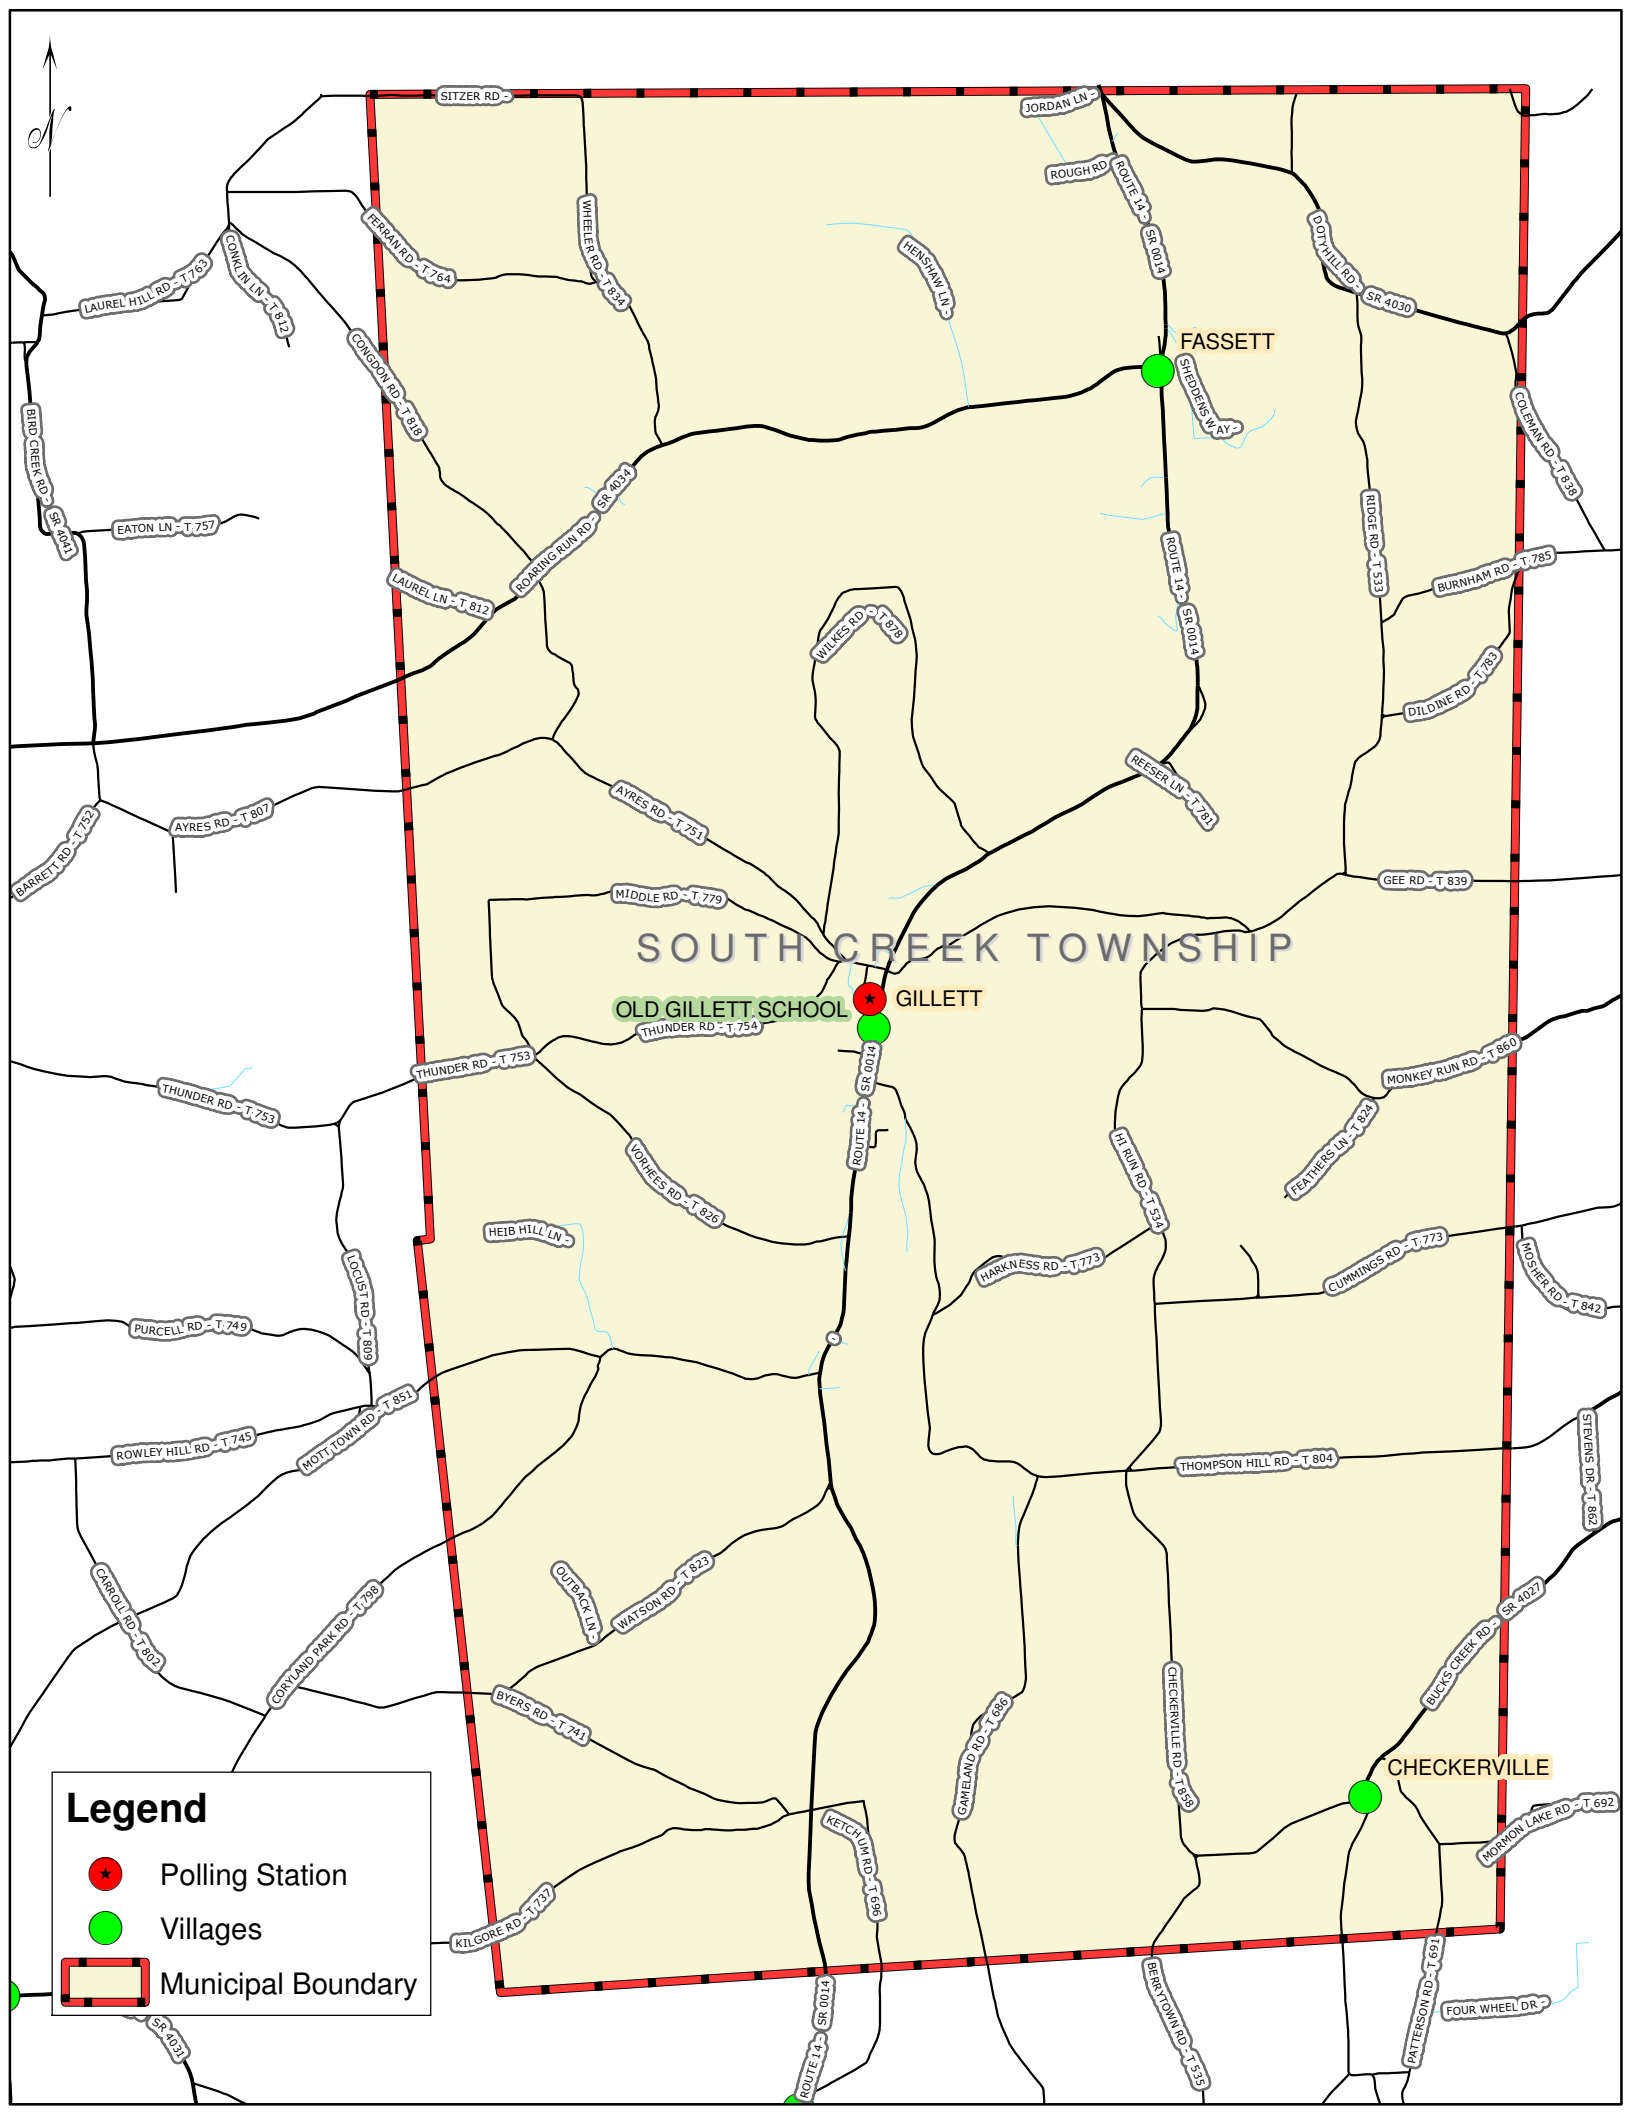 N
SITZER RD -
JORDAN LN -
ROUGH RD
ROUTE 14 - SR 0014
WHEELER RD - T 834
FERRAN RD - T 764
CONKLIN LN - T 812
LAUREL HILL RD - T 763
HENSHAW LN -
DOTYHILL RD - SR 4030
FASSETT
SHEDDENS WAY -
CONGDON RD - T 818
COLEMAN RD - T 838
BIRD CREEK RD - SR 4041
EATON LN - T 757
ROARING RUN RD - SR 4034
LAUREL LN - T 812
RIDGE RD - T 533
BURNHAM RD - T 785
ROUTE 14 - SR 0014
WILKES RD - T 878
DILDINE RD - T 783
REESER LN - T 781
AYRES RD - T 751
AYRES RD - T 807
BARRETT RD - T 752
MIDDLE RD - T 779
GEE RD - T 839
SOUTH CREEK TOWNSHIP
OLD GILLETT SCHOOL
GILLETT
THUNDER RD - T 754
THUNDER RD - T 753
THUNDER RD - T 753
ROUTE 14 - SR 0014
MONKEY RUN RD - T 860
FEATHERS LN - T 824
HI RUN RD - T 534
VORHEES RD - T 826
HEIB HILL LN -
HARKNESS RD - T 773
CUMMINGS RD - T 773
MOSHER RD - T 842
LOCUST RD - T 809
PURCELL RD - T 749
-
MOTT TOWN RD - T 851
ROWLEY HILL RD - T 745
THOMPSON HILL RD - T 804
STEVENS DR - T 862
CARROLL RD - T 802
CORYLAND PARK RD - T 798
OUTBACK LN -
WATSON RD - T 823
BUCKS CREEK RD - SR 4027
BYERS RD - T 741
GAMELAND RD - T 686
CHECKERVILLE RD - T 858
CHECKERVILLE
MORMON LAKE RD - T 692
KETCHUM RD - T 696
KILGORE RD - T 737
Legend
Polling Station
Villages
Municipal Boundary
SR 4031
ROUTE 14 - SR 0014
BERRYTOWN RD - T 535
PATTERSON RD - T 691
FOUR WHEEL DR -